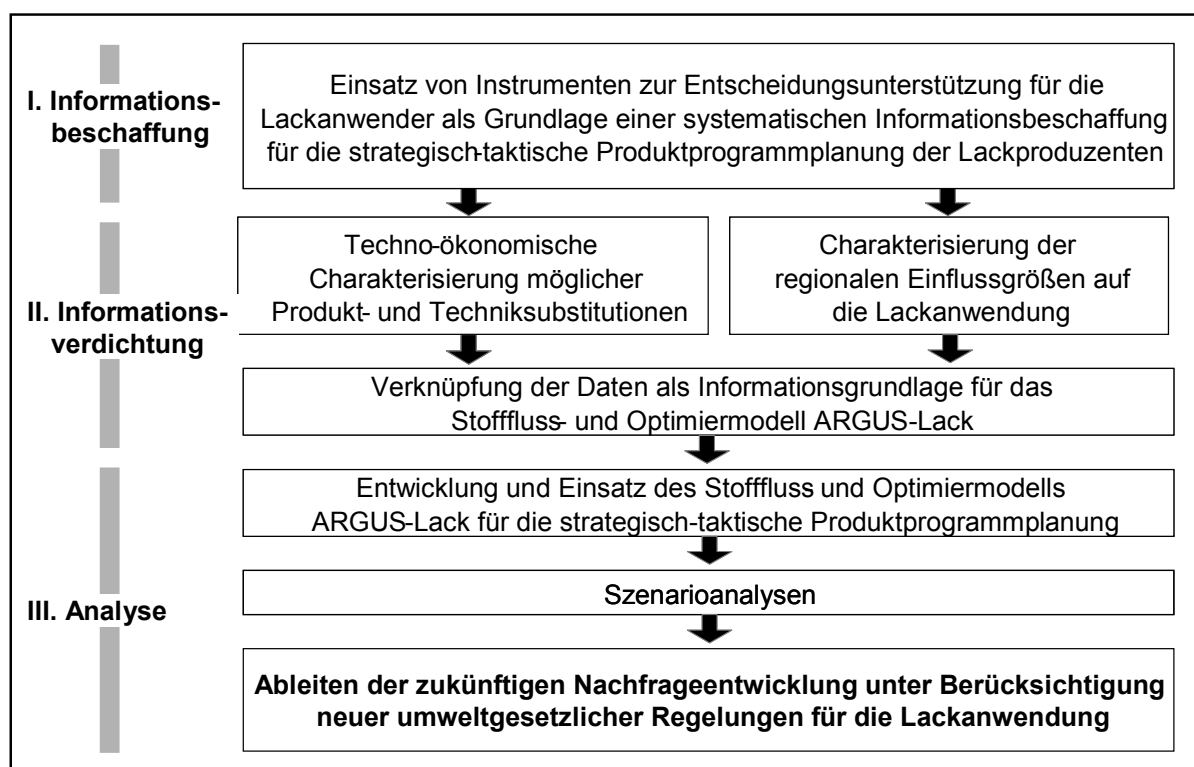 I. Informations-
beschaffung
Einsatz von Instrumenten zur Entscheidungsunterstützung für die
Lackanwender als Grundlage einer systematischen Informationsbeschaffung
für die strategisch-taktische Produktprogrammplanung der Lackproduzenten
II. Informations-
verdichtung
Techno-ökonomische
Charakterisierung möglicher
Produkt- und Techniksubstitutionen
Charakterisierung der
regionalen Einflussgrößen auf
die Lackanwendung
Verknüpfung der Daten als Informationsgrundlage für das
Stofffluss- und Optimiermodell ARGUS-Lack
III. Analyse
Entwicklung und Einsatz des Stofffluss und Optimiermodells
ARGUS-Lack für die strategisch-taktische Produktprogrammplanung
Szenarioanalysen
Ableiten der zukünftigen Nachfrageentwicklung unter Berücksichtigung
neuer umweltgesetzlicher Regelungen für die Lackanwendung